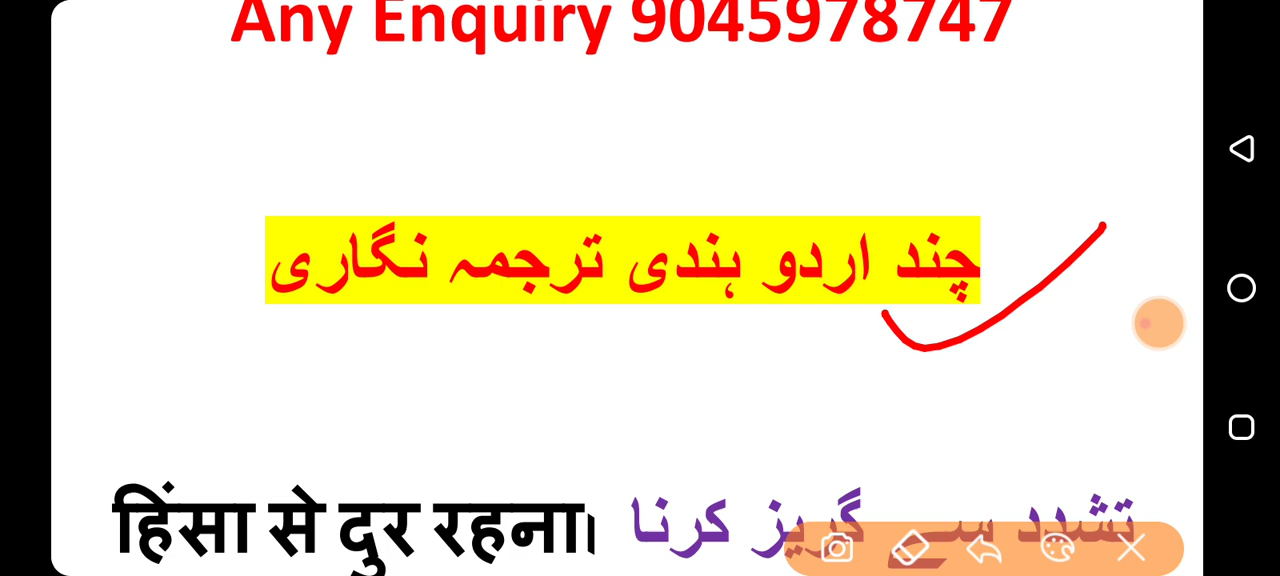 Any Enquiry 9045978747
چند اردو ہندی ترجمہ نگاری
हिंसा से दुर रहना। تشدد سے گریز کرنا